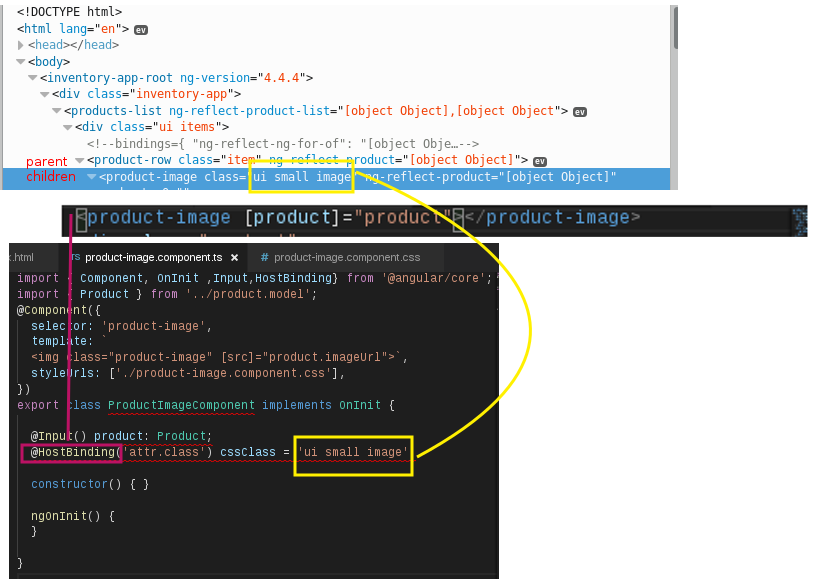 <!DOCTYPE html>
<html lang="en"> ev
<head></head>
<body>
<inventory-app-root ng-version="4.4.4">
<div class="inventory-app">
<products-list ng-reflect-product-list="[object Object],[object Object"> ev
<div class="ui items">
<!--bindings={ "ng-reflect-ng-for-of": "[object Obje…-->
parent <product-row class="item" ng-reflect-product="[object Object]"> ev
children <product-image class="ui small image" ng-reflect-product="[object Object]"
<product-image [product]="product"></product-image>
x.html TS product-image.component.ts × # product-image.component.css
import { Component, OnInit ,Input,HostBinding} from '@angular/core';
import { Product } from '../product.model';
@Component({
selector: 'product-image',
template: `
<img class="product-image" [src]="product.imageUrl">`,
styleUrls: ['./product-image.component.css'],
})
export class ProductImageComponent implements OnInit {
@Input() product: Product;
@HostBinding('attr.class') cssClass = 'ui small image'
constructor() { }
ngOnInit() {
}
}